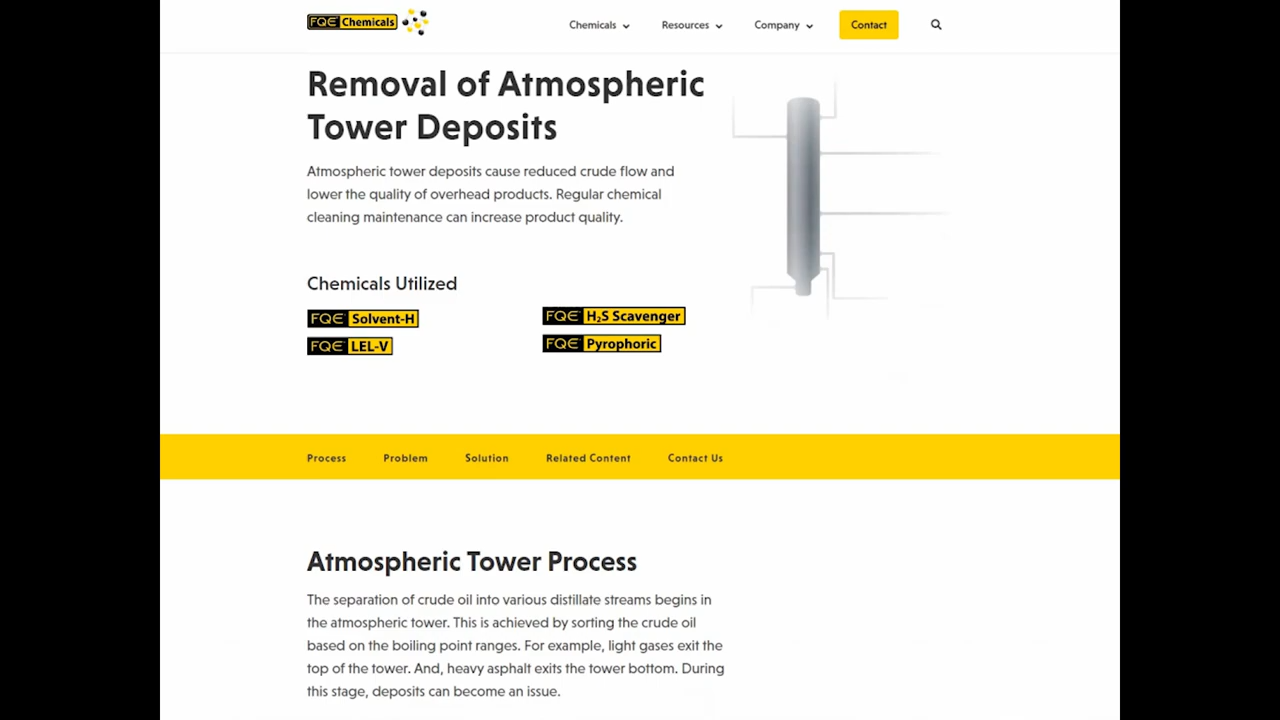 FQE Chemicals
Chemicals
Resources
Company
Contact
Removal of Atmospheric
Tower Deposits
Atmospheric tower deposits cause reduced crude flow and
lower the quality of overhead products. Regular chemical
cleaning maintenance can increase product quality.
Chemicals Utilized
FQE Solvent-H
FQE H₂S Scavenger
FQE LEL-V
FQE Pyrophoric
Process
Problem
Solution
Related Content
Contact Us
Atmospheric Tower Process
The separation of crude oil into various distillate streams begins in
the atmospheric tower. This is achieved by sorting the crude oil
based on the boiling point ranges. For example, light gases exit the
top of the tower. And, heavy asphalt exits the tower bottom. During
this stage, deposits can become an issue.